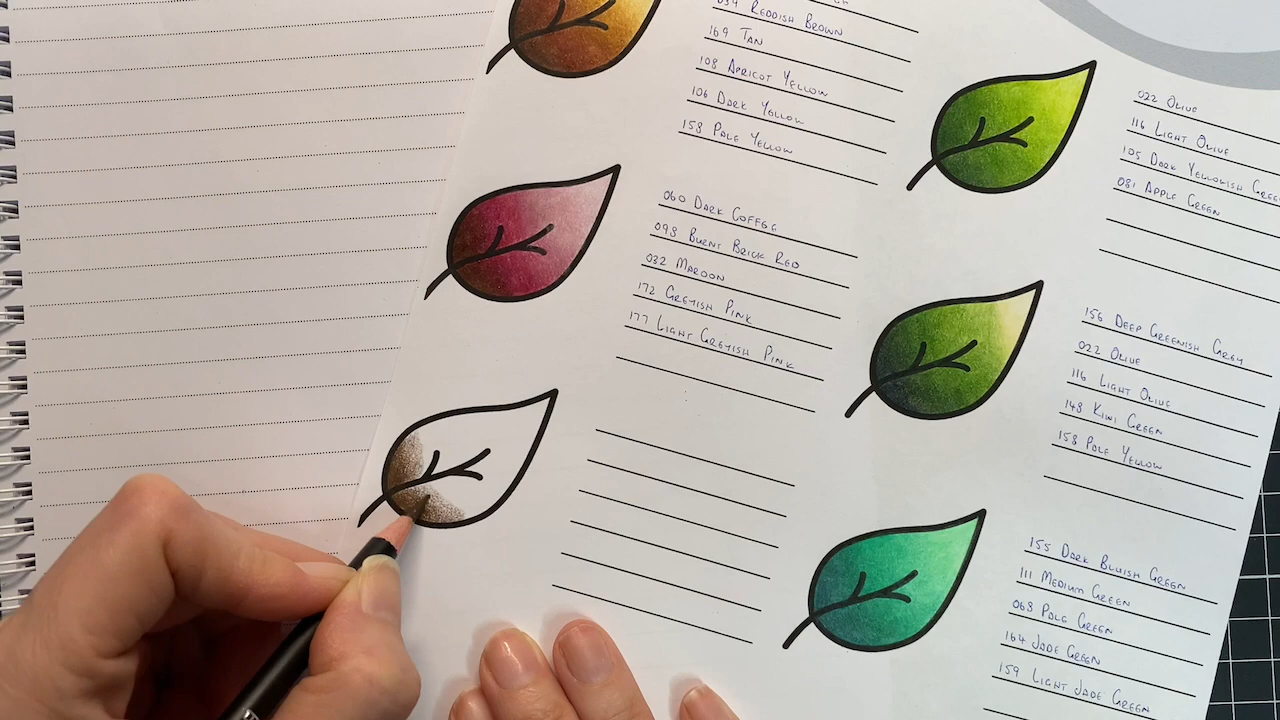 034 REDDISH BROWN
169 TAN
108 APRICOT YELLOW
106 DARK YELLOW
158 PALE YELLOW
060 DARK COFFEE
093 BURNT BRICK RED
032 MAROON
172 GREYISH PINK
177 LIGHT GREYISH PINK
022 OLIVE
116 LIGHT OLIVE
105 DARK YELLOWISH GREE
081 APPLE GREEN
156 DEEP GREENISH GREY
022 OLIVE
116 LIGHT OLIVE
148 KIWI GREEN
158 PALE YELLOW
155 DARK BLUISH GREEN
111 MEDIUM GREEN
068 PALE GREEN
164 JADE GREEN
159 LIGHT JADE GREEN